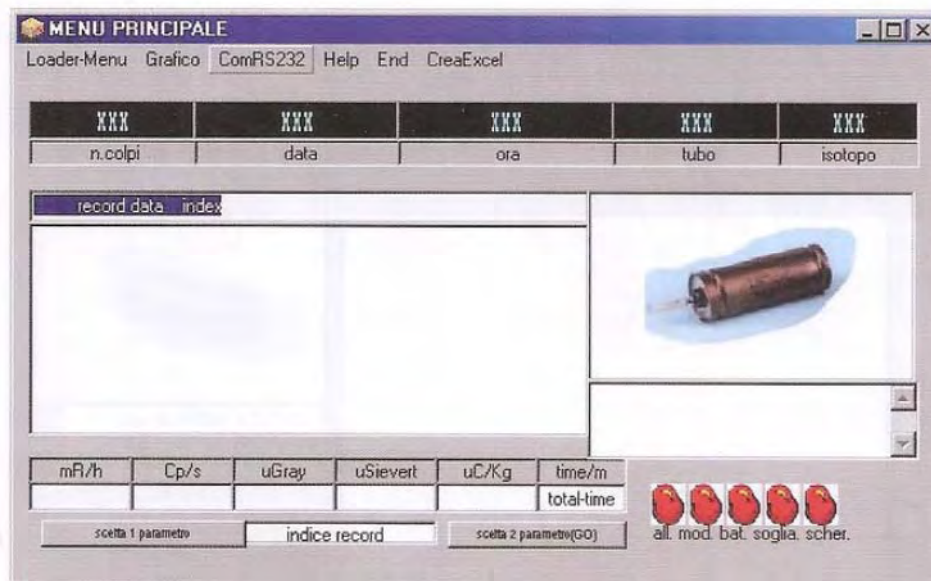 MENU PRINCIPALE
Loader-Menu Grafico ComRS232 Help End CreaExcel
XXX XXX XXX XXX XXX
n.colpi data ora tubo isotopo
record data index
mR/h Cp/s uGray uSievert uC/Kg time/m
total-time
scelta 1 parametro indice record scelta 2 parametro(GO)
all. mod. bat. soglia. scher.